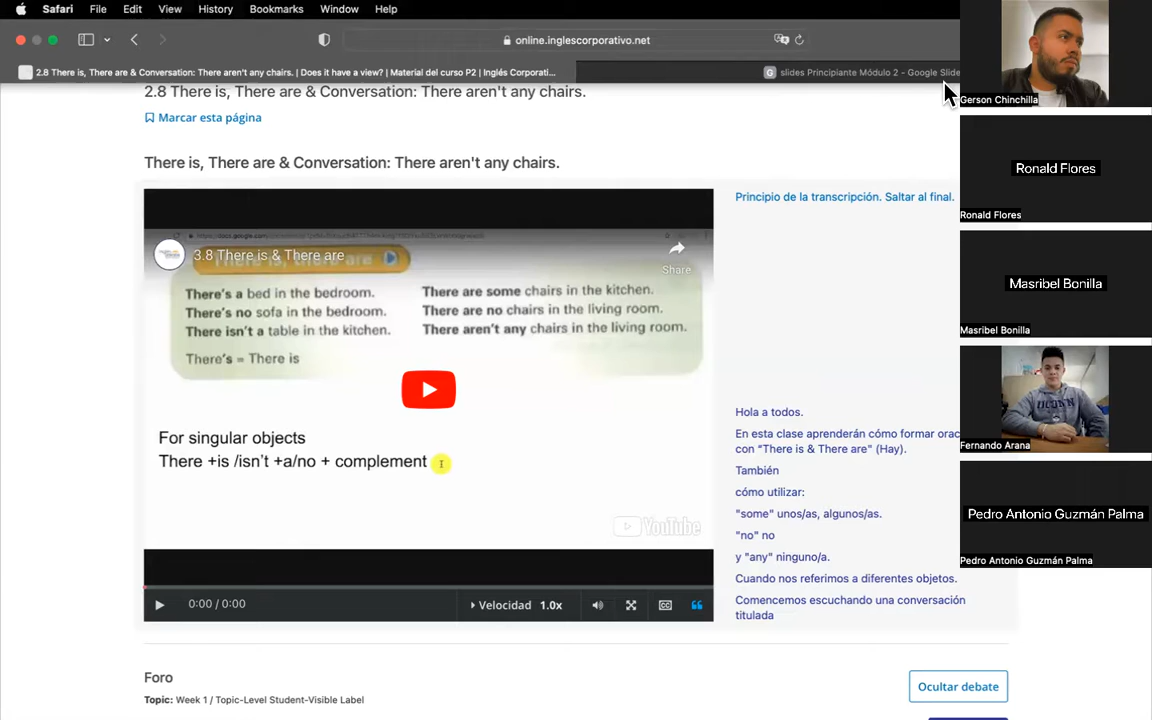 Safari File Edit View History Bookmarks Window Help
online.inglescorporativo.net
2.8 There is, There are & Conversation: There aren't any chairs. | Does it have a view? | Material del curso P2 | Inglés Corporati...
G slides Principiante Módulo 2 - Google Slide
2.8 There is, There are & Conversation: There aren't any chairs.
Marcar esta página
There is, There are & Conversation: There aren't any chairs.
3.8 There is & There are
Share
There's a bed in the bedroom.
There's no sofa in the bedroom.
There isn't a table in the kitchen.
There's = There is
There are some chairs in the kitchen.
There are no chairs in the living room.
There aren't any chairs in the living room.
For singular objects
There +is /isn't +a/no + complement
YouTube
0:00 / 0:00
Velocidad 1.0x
Principio de la transcripción. Saltar al final.
Hola a todos.
En esta clase aprenderán cómo formar orac
con "There is & There are" (Hay).
También
cómo utilizar:
"some" unos/as, algunos/as.
"no" no
y "any" ninguno/a.
Cuando nos referimos a diferentes objetos.
Comencemos escuchando una conversación
titulada
Foro
Topic: Week 1 / Topic-Level Student-Visible Label
Ocultar debate
Gerson Chinchilla
Ronald Flores
Ronald Flores
Masribel Bonilla
Masribel Bonilla
UCONN
Fernando Arana
Pedro Antonio Guzmán Palma
Pedro Antonio Guzmán Palma